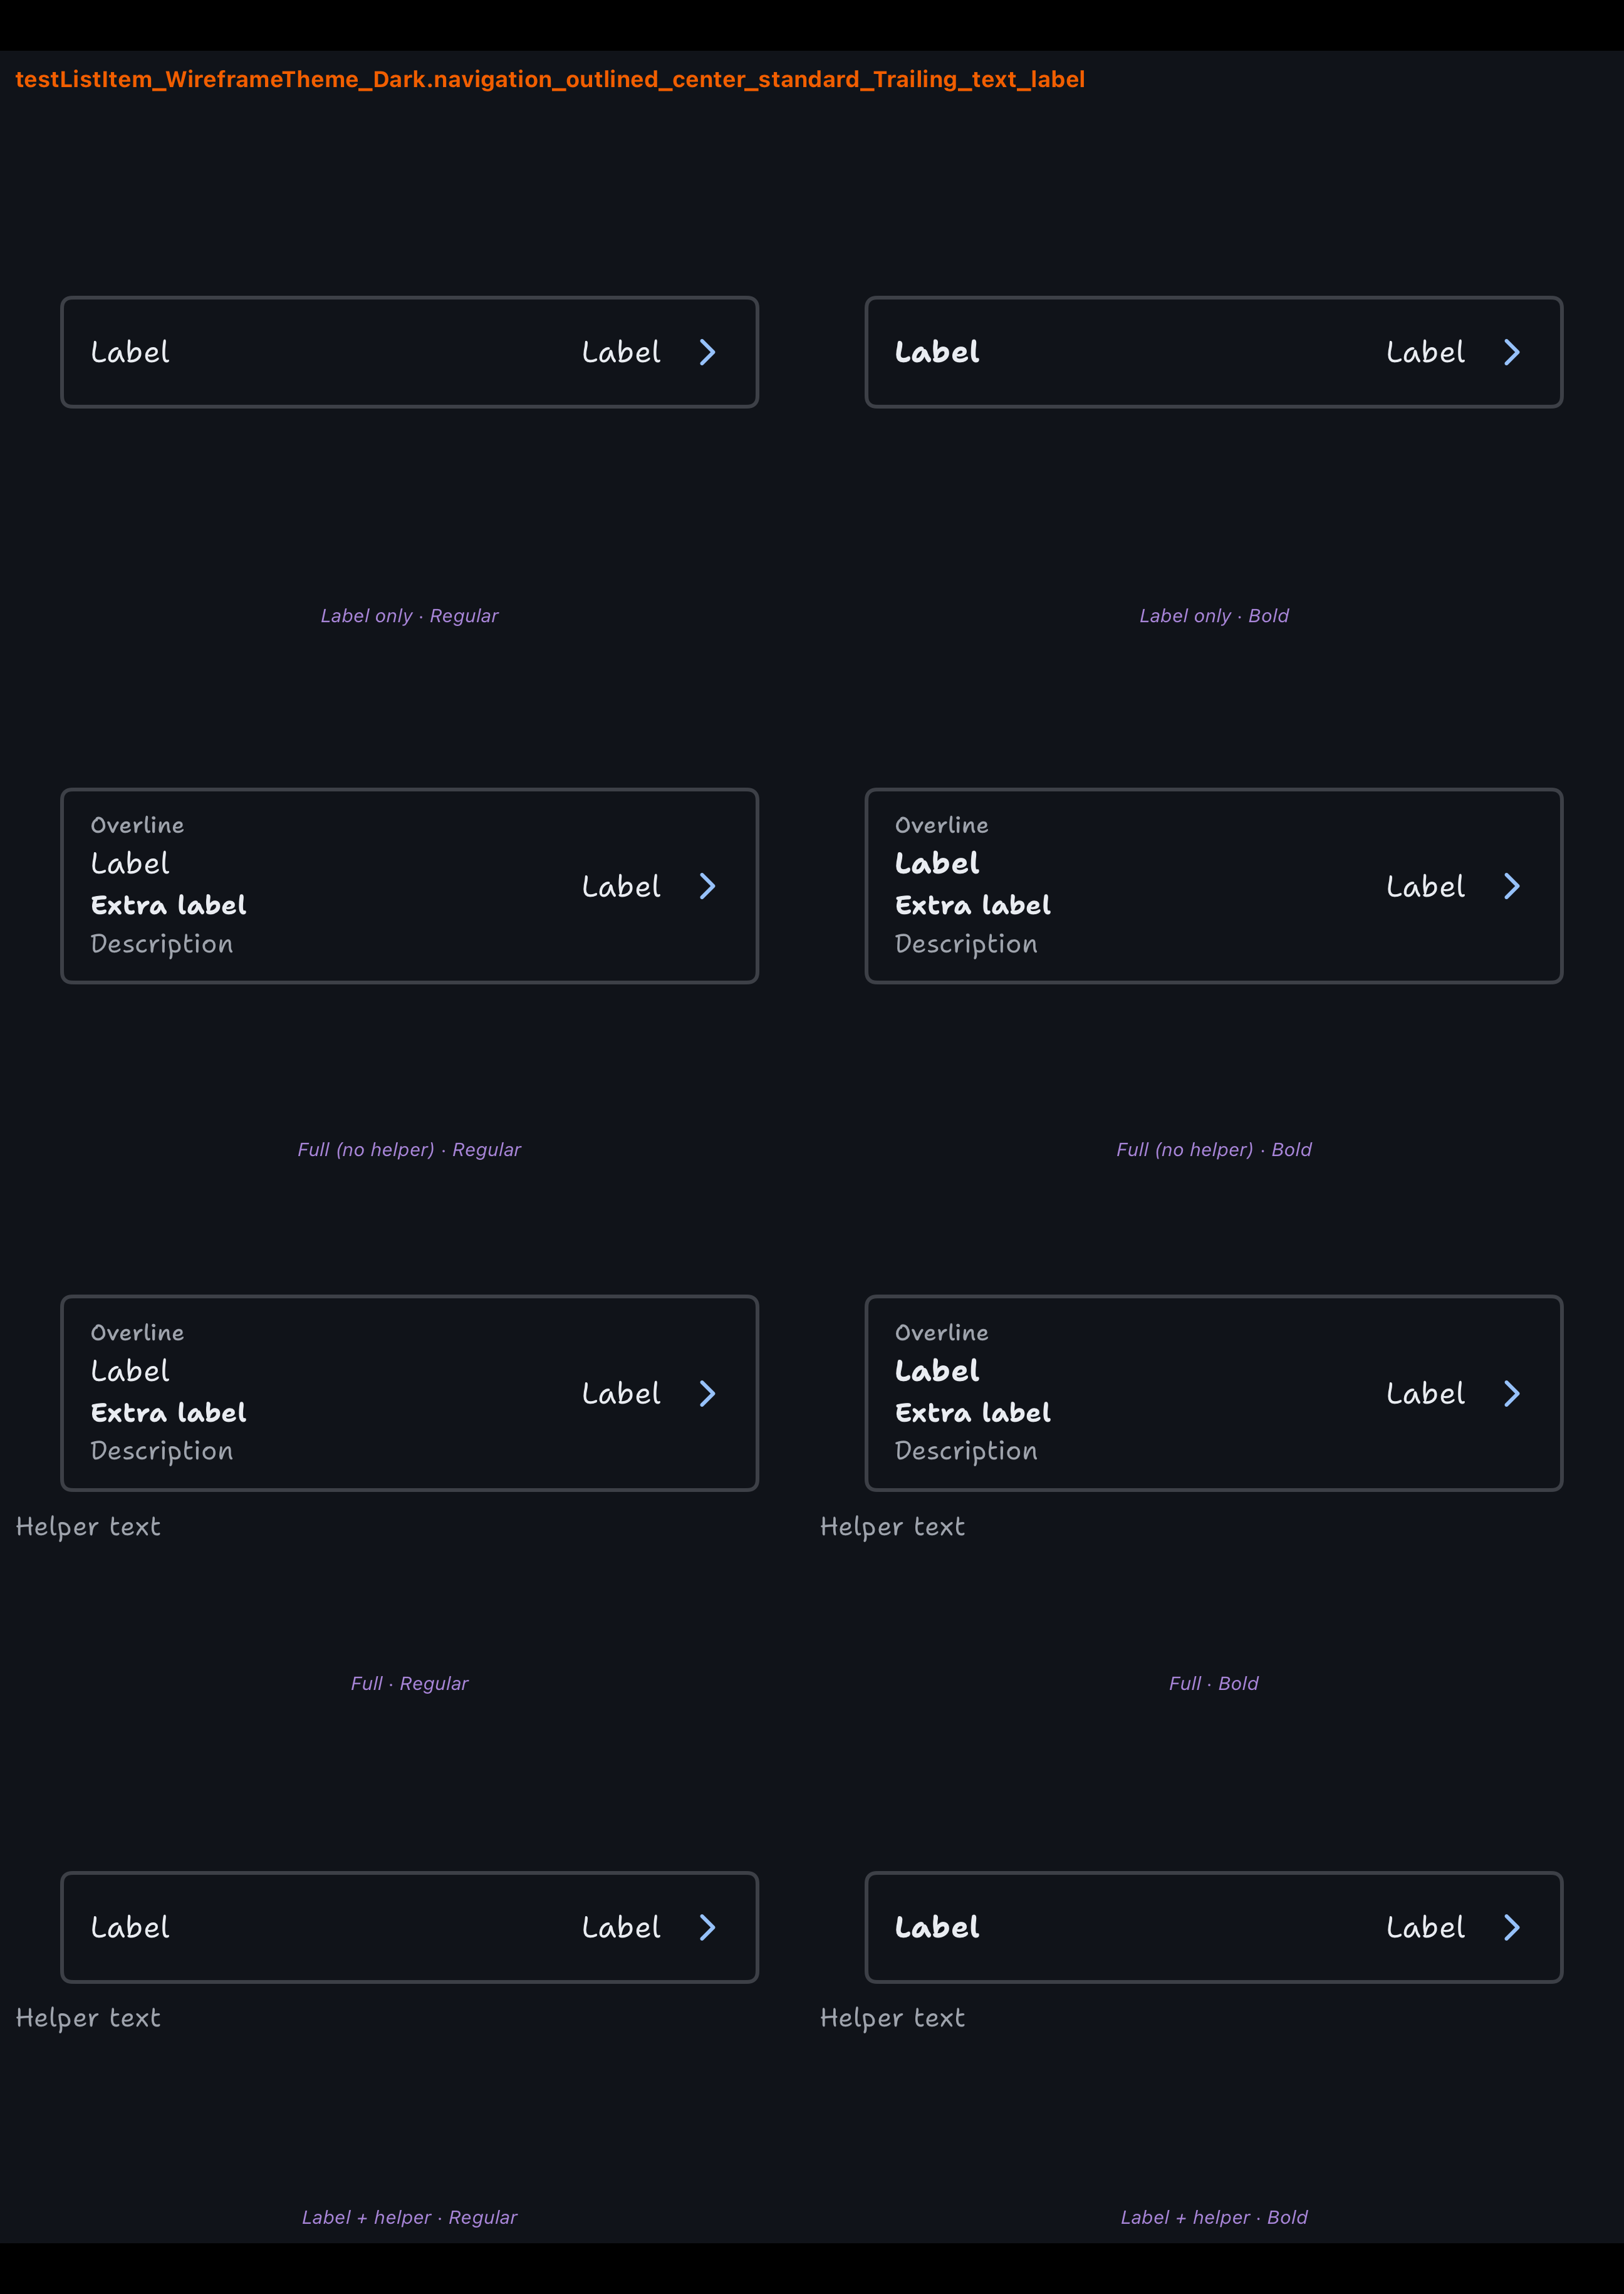 testListItem_WireframeTheme_Dark.navigation_outlined_center_standard_Trailing_text_label
Label Label
Label Label
Label only · Regular
Label only · Bold
Overline
Label
Extra label
Description
Label
Overline
Label
Extra label
Description
Label
Full (no helper) · Regular
Full (no helper) · Bold
Overline
Label
Extra label
Description
Label
Helper text
Overline
Label
Extra label
Description
Label
Helper text
Full · Regular
Full · Bold
Label Label
Helper text
Label Label
Helper text
Label + helper · Regular
Label + helper · Bold